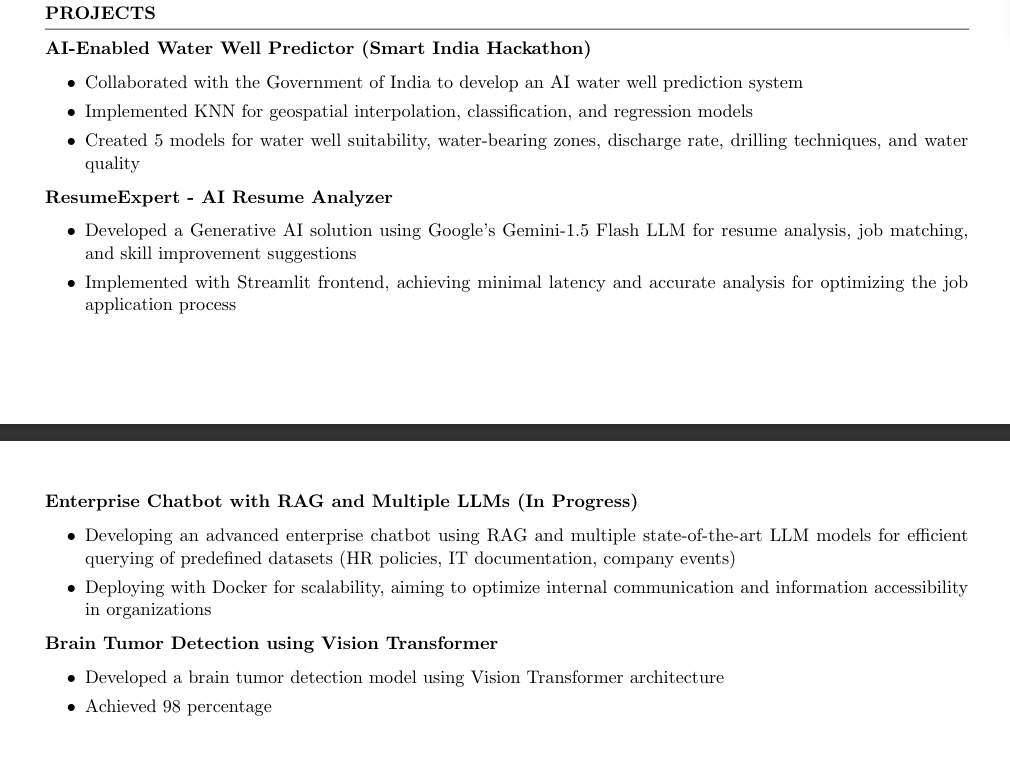 PROJECTS
AI-Enabled Water Well Predictor (Smart India Hackathon)
• Collaborated with the Government of India to develop an AI water well prediction system
• Implemented KNN for geospatial interpolation, classification, and regression models
• Created 5 models for water well suitability, water-bearing zones, discharge rate, drilling techniques, and water
quality
ResumeExpert - AI Resume Analyzer
• Developed a Generative AI solution using Google's Gemini-1.5 Flash LLM for resume analysis, job matching,
and skill improvement suggestions
• Implemented with Streamlit frontend, achieving minimal latency and accurate analysis for optimizing the job
application process
Enterprise Chatbot with RAG and Multiple LLMs (In Progress)
• Developing an advanced enterprise chatbot using RAG and multiple state-of-the-art LLM models for efficient
querying of predefined datasets (HR policies, IT documentation, company events)
• Deploying with Docker for scalability, aiming to optimize internal communication and information accessibility
in organizations
Brain Tumor Detection using Vision Transformer
• Developed a brain tumor detection model using Vision Transformer architecture
• Achieved 98 percentage